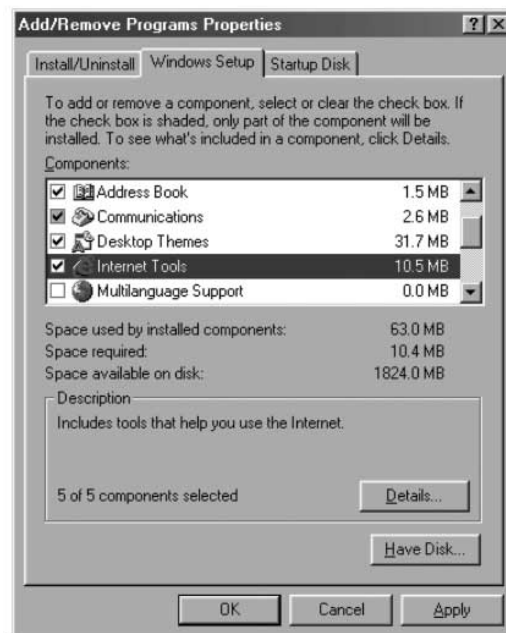 Add/Remove Programs Properties
Install/Uninstall Windows Setup Startup Disk
To add or remove a component, select or clear the check box. If
the check box is shaded, only part of the component will be
installed. To see what's included in a component, click Details.
Components:
Address Book 1.5 MB
Communications 2.6 MB
Desktop Themes 31.7 MB
Internet Tools 10.5 MB
Multilanguage Support 0.0 MB
Space used by installed components: 63.0 MB
Space required: 10.4 MB
Space available on disk: 1824.0 MB
Description
Includes tools that help you use the Internet.
5 of 5 components selected
Details...
Have Disk...
OK Cancel Apply